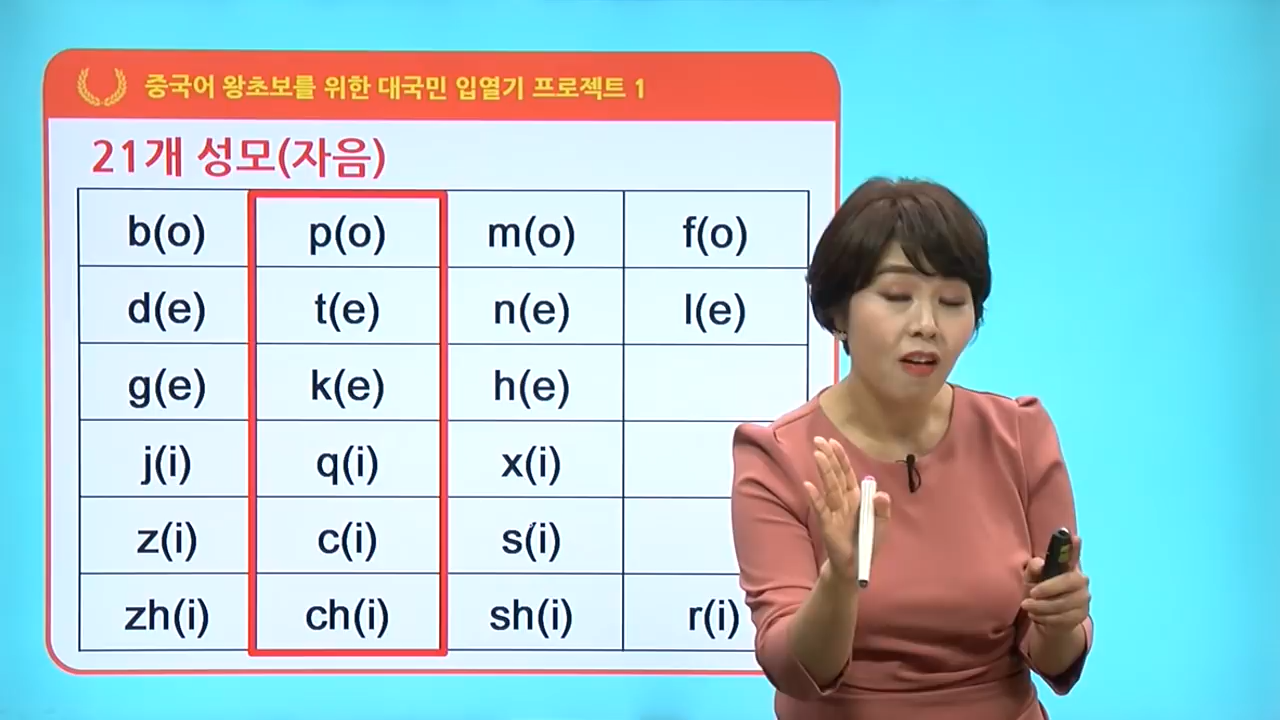 중국어 왕초보를 위한 대국민 입열기 프로젝트 1
21개 성모(자음)
b(o) p(o) m(o) f(o)
d(e) t(e) n(e) l(e)
g(e) k(e) h(e)
j(i) q(i) x(i)
z(i) c(i) s(i)
zh(i) ch(i) sh(i) r(i)